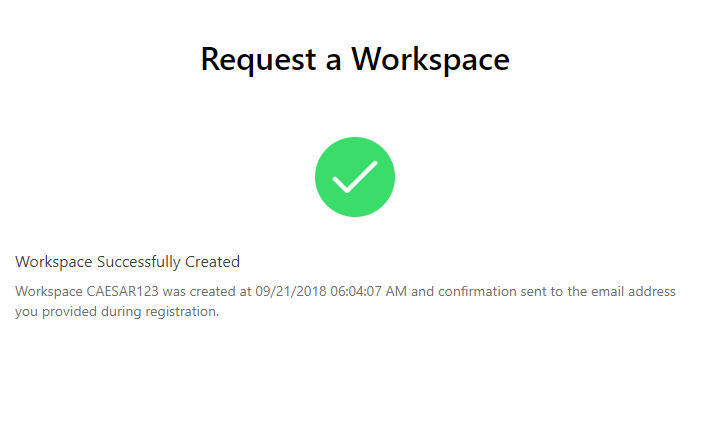 Request a Workspace
Workspace Successfully Created
Workspace CAESAR123 was created at 09/21/2018 06:04:07 AM and confirmation sent to the email address
you provided during registration.